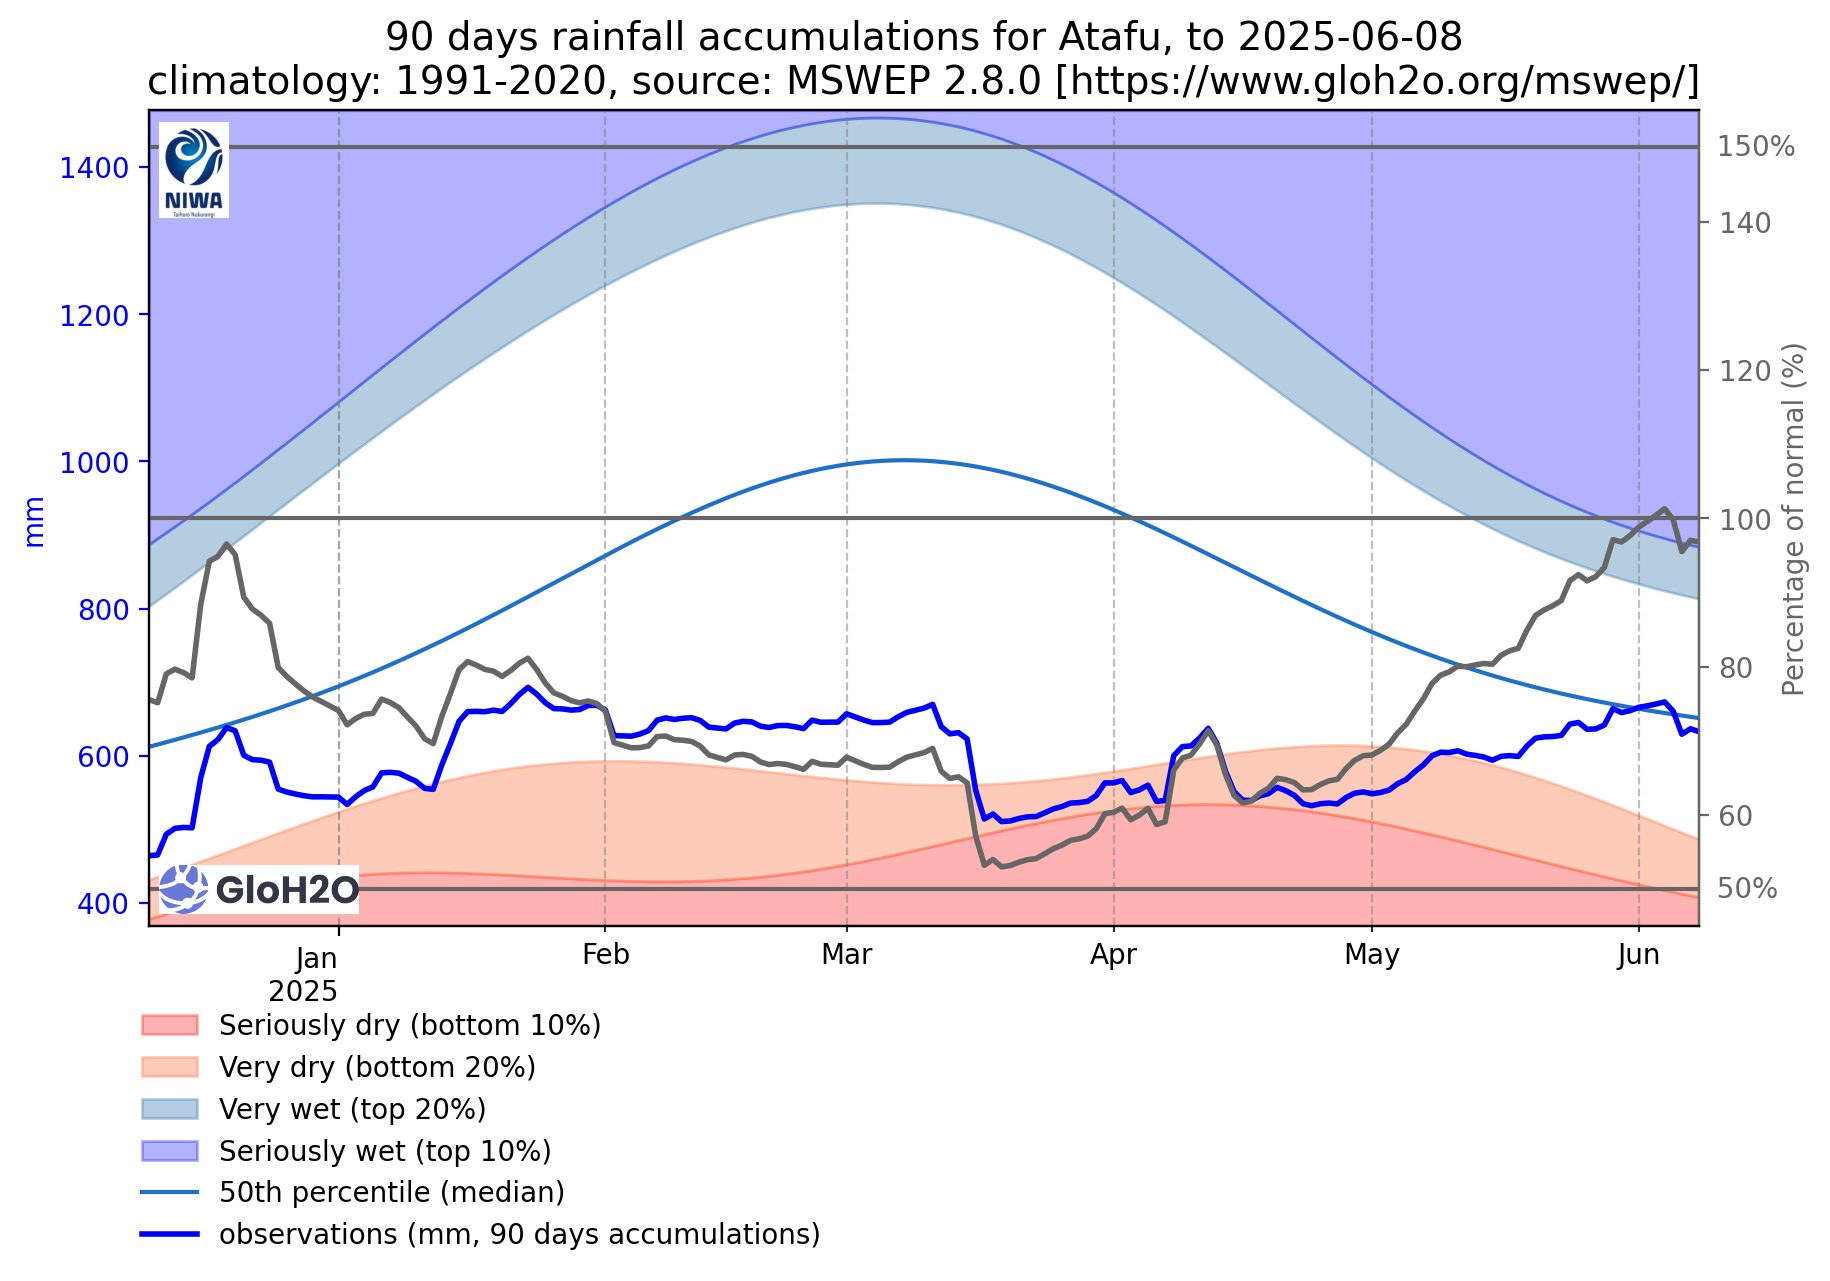 90 days rainfall accumulations for Atafu, to 2025-06-08
climatology: 1991-2020, source: MSWEP 2.8.0 [https://www.gloh2o.org/mswep/]
NIWA
Taihoro Nukurangi
1400
1200
1000
800
600
400
mm
150%
140
120
100
80
60
50%
Percentage of normal (%)
GloH2O
Jan
2025
Feb
Mar
Apr
May
Jun
Seriously dry (bottom 10%)
Very dry (bottom 20%)
Very wet (top 20%)
Seriously wet (top 10%)
50th percentile (median)
observations (mm, 90 days accumulations)